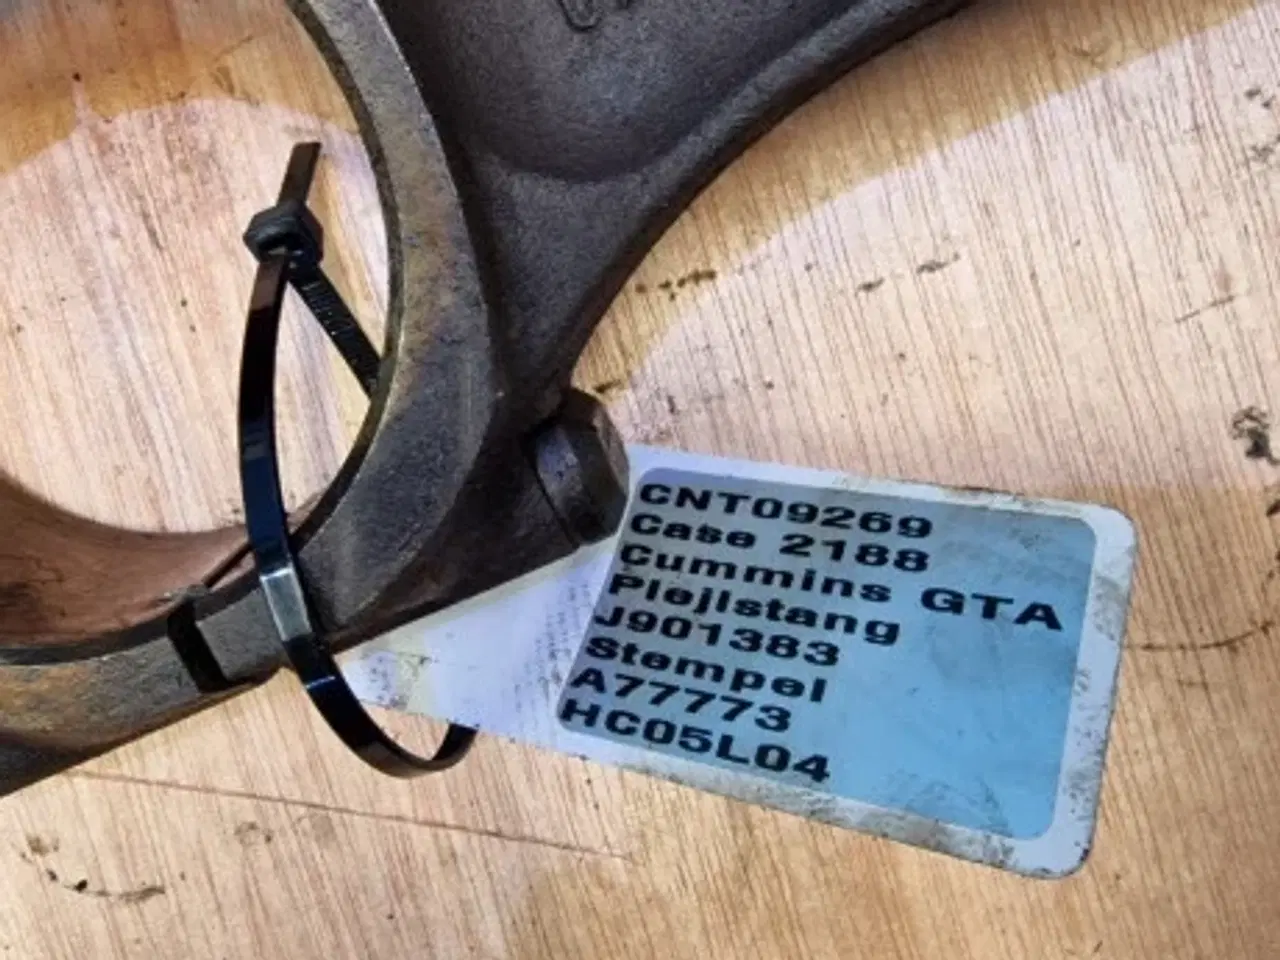 CNT09269
Case 2188
Cummins GTA
Plejlstang
J901383
Stempel
A77773
HC05L04